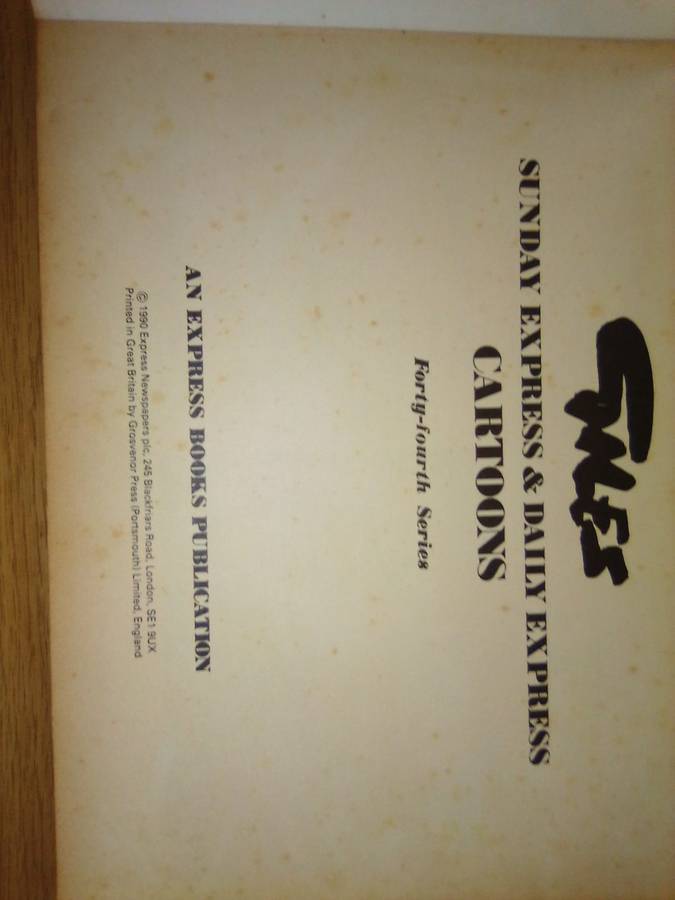 GILES
SUNDAY EXPRESS & DAILY EXPRESS
CARTOONS
Forty-fourth Series
AN EXPRESS BOOKS PUBLICATION
© 1990 Express Newspapers plc, 245 Blackfriars Road, London, SE1 9UX
Printed in Great Britain by Grosvenor Press (Portsmouth) Limited, England